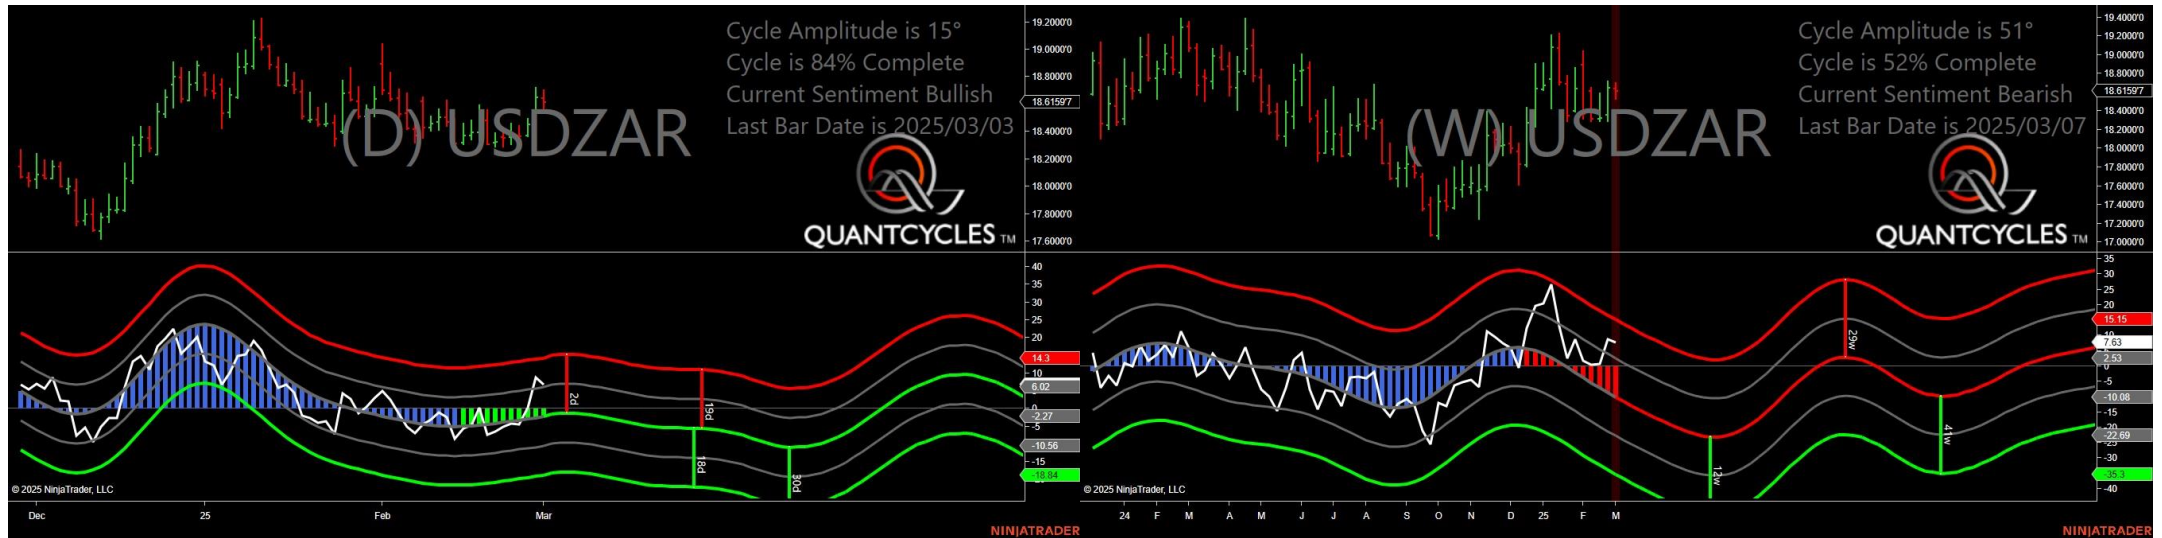 Cycle Amplitude is 15°
Cycle is 84% Complete
Current Sentiment Bullish
Last Bar Date is 2025/03/03
(D) USDZAR
QUANTCYCLES TM
19.2000'0
19.0000'0
18.8000'0
18.6159'7
18.4000'0
18.2000'0
18.0000'0
17.8000'0
17.6000'0
40
35
30
25
20
14.3
10
6.02
-2.27
-5
-10.56
-15
-18.84
2d
19d
18d
30d
© 2025 NinjaTrader, LLC
Dec 25 Feb Mar
NINJATRADER
Cycle Amplitude is 51°
Cycle is 52% Complete
Current Sentiment Bearish
Last Bar Date is 2025/03/07
(W) USDZAR
QUANTCYCLES TM
19.4000'0
19.2000'0
19.0000'0
18.8000'0
18.6159'7
18.4000'0
18.2000'0
18.0000'0
17.8000'0
17.6000'0
17.4000'0
17.2000'0
17.0000'0
35
30
25
20
15.15
10
7.63
2.53
0
-5
-10.08
-15
-22.69
-25
-30
-35.3
-40
29w
12w
41w
© 2025 NinjaTrader, LLC
24 F M A M J J A S O N D 25 F M
NINJATRADER